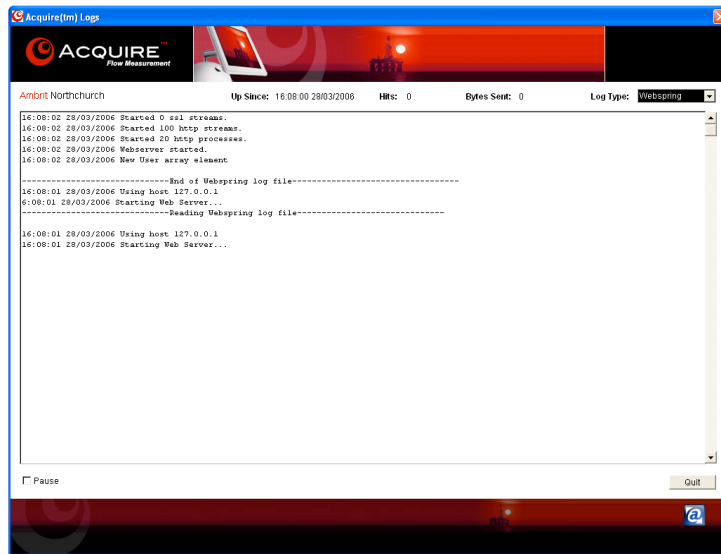 Acquire(tm) Logs
ACQUIRE™
Flow Measurement
Ambrit Northchurch
Up Since: 16:08:00 28/03/2006 Hits: 0 Bytes Sent: 0 Log Type: Webspring
16:08:02 28/03/2006 Started 0 ssl streams.
16:08:02 28/03/2006 Started 100 http streams.
16:08:02 28/03/2006 Started 20 http processes.
16:08:02 28/03/2006 Webserver started.
16:08:02 28/03/2006 New User array element
------------------------------End of Webspring log file----------------------------------
16:08:01 28/03/2006 Using host 127.0.0.1
6:08:01 28/03/2006 Starting Web Server...
------------------------------Reading Webspring log file------------------------------
16:08:01 28/03/2006 Using host 127.0.0.1
16:08:01 28/03/2006 Starting Web Server...
Pause
Quit
@